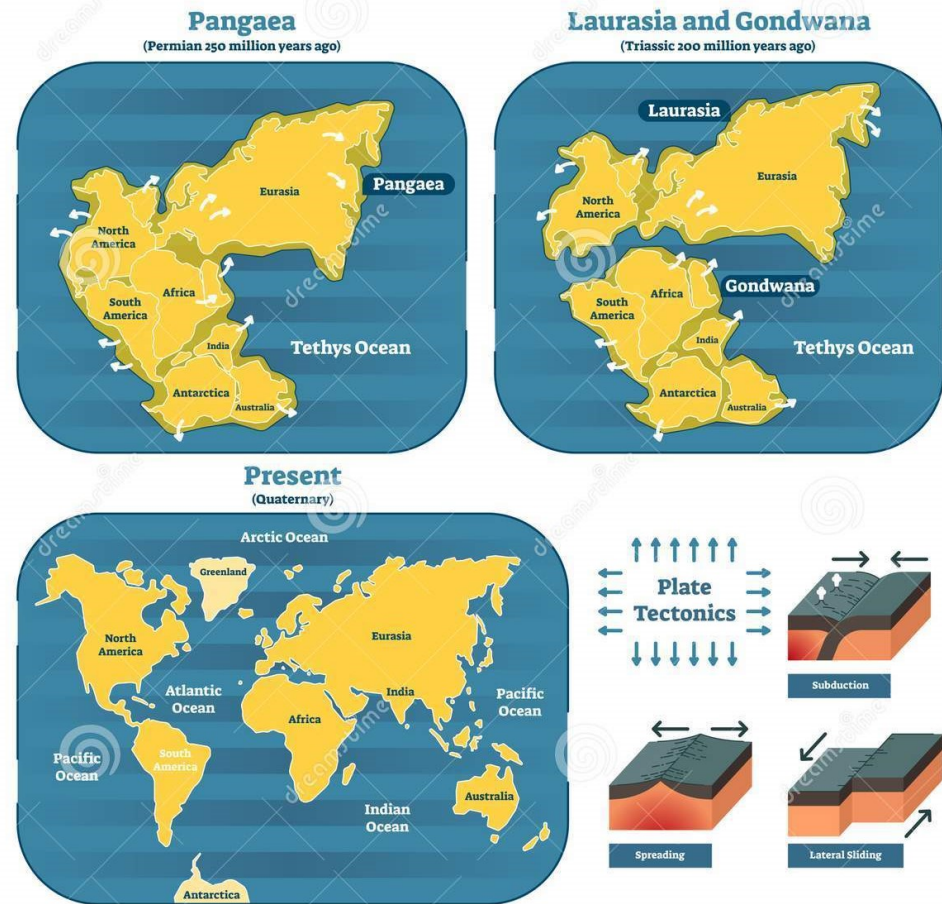 Pangaea
(Permian 250 million years ago)
Eurasia
Pangaea
North
America
South
America
Africa
India
Tethys Ocean
Antarctica
Australia
Laurasia and Gondwana
(Triassic 200 million years ago)
Laurasia
Eurasia
North
America
Gondwana
South
America
Africa
India
Tethys Ocean
Antarctica
Australia
Present
(Quaternary)
Arctic Ocean
Greenland
North
America
Eurasia
Atlantic
Ocean
India
Pacific
Ocean
Africa
Pacific
Ocean
South
America
Australia
Indian
Ocean
Antarctica
Plate
Tectonics
Subduction
Spreading
Lateral Sliding
dreamstime